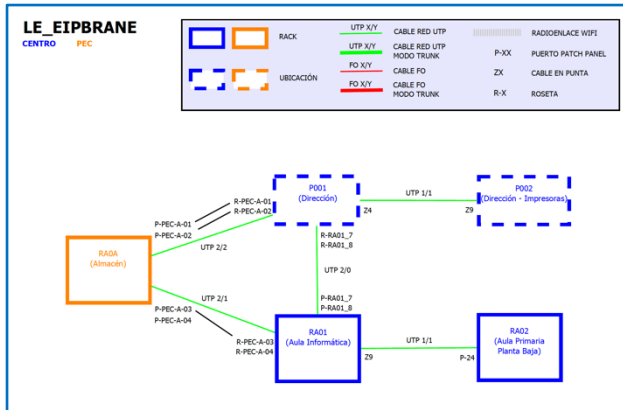 LE_EIPBRANE
CENTRO PEC
RACK
UBICACIÓN
UTP X/Y CABLE RED UTP
UTP X/Y CABLE RED UTP
MODO TRUNK
FO X/Y CABLE FO
FO X/Y CABLE FO
MODO TRUNK
RADIOENLACE WIFI
P-XX PUERTO PATCH PANEL
ZX CABLE EN PUNTA
R-X ROSETA
P001
(Dirección)
UTP 1/1
Z4
Z9
P002
(Dirección - Impresoras)
R-PEC-A-01
R-PEC-A-02
P-PEC-A-01
P-PEC-A-02
UTP 2/2
R-RA01_7
R-RA01_8
RA0A
(Almacén)
UTP 2/0
UTP 2/1
P-RA01_7
P-RA01_8
P-PEC-A-03
P-PEC-A-04
R-PEC-A-03
R-PEC-A-04
RA01
(Aula Informática)
UTP 1/1
Z9
P-24
RA02
(Aula Primaria
Planta Baja)